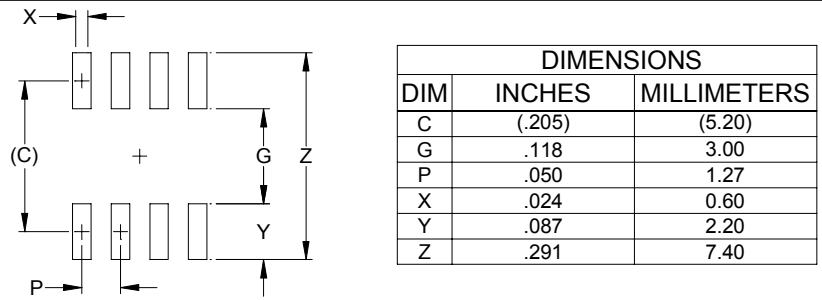 X
(C)
G
Z
Y
P
DIMENSIONS
DIM INCHES MILLIMETERS
C (.205) (5.20)
G .118 3.00
P .050 1.27
X .024 0.60
Y .087 2.20
Z .291 7.40